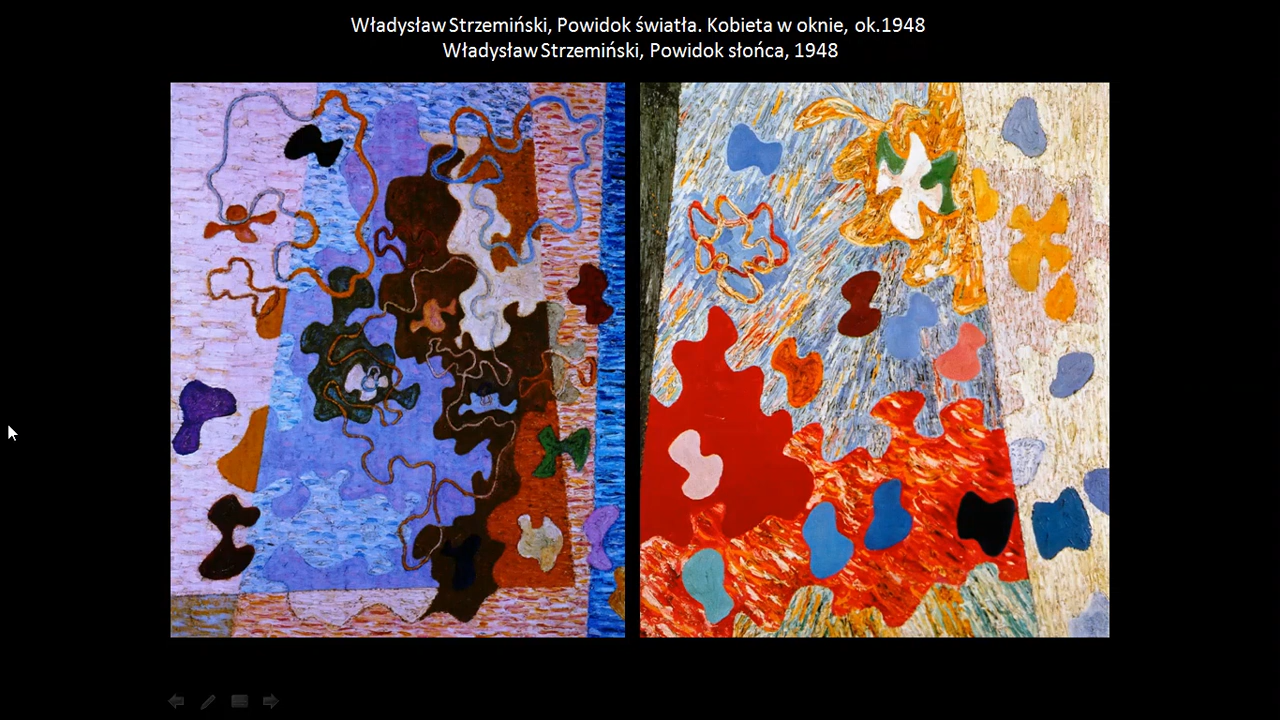 Władysław Strzemiński, Powidok światła. Kobieta w oknie, ok.1948
Władysław Strzemiński, Powidok słońca, 1948